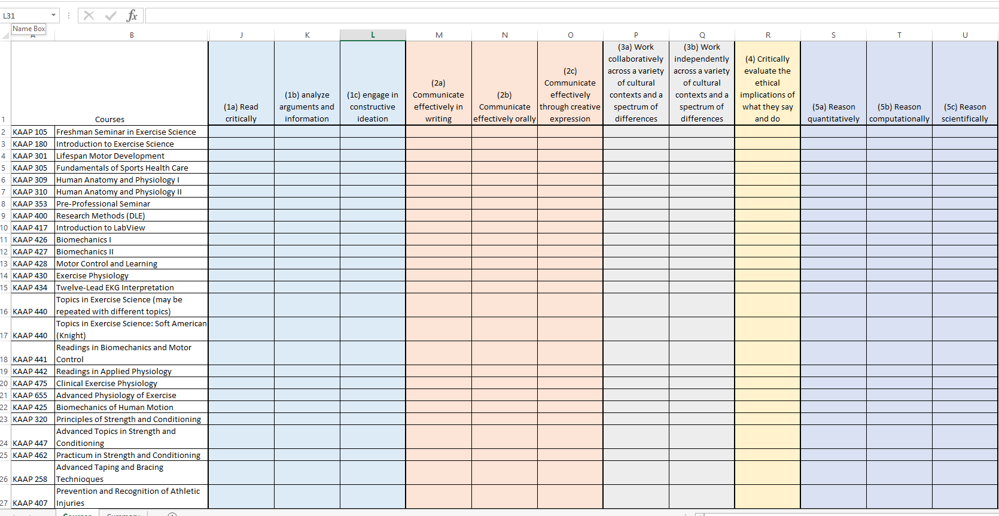 L31
fx
Name Box
A B J K L M N O P Q R S T U
1 Courses (1a) Read critically (1b) analyze arguments and information (1c) engage in constructive ideation (2a) Communicate effectively in writing (2b) Communicate effectively orally (2c) Communicate effectively through creative expression (3a) Work collaboratively across a variety of cultural contexts and a spectrum of differences (3b) Work independently across a variety of cultural contexts and a spectrum of differences (4) Critically evaluate the ethical implications of what they say and do (5a) Reason quantitatively (5b) Reason computationally (5c) Reason scientifically
2 KAAP 105 Freshman Seminar in Exercise Science
3 KAAP 180 Introduction to Exercise Science
4 KAAP 301 Lifespan Motor Development
5 KAAP 305 Fundamentals of Sports Health Care
6 KAAP 309 Human Anatomy and Physiology I
7 KAAP 310 Human Anatomy and Physiology II
8 KAAP 353 Pre-Professional Seminar
9 KAAP 400 Research Methods (DLE)
10 KAAP 417 Introduction to LabView
11 KAAP 426 Biomechanics I
12 KAAP 427 Biomechanics II
13 KAAP 428 Motor Control and Learning
14 KAAP 430 Exercise Physiology
15 KAAP 434 Twelve-Lead EKG Interpretation
Topics in Exercise Science (may be
16 KAAP 440 repeated with different topics)
Topics in Exercise Science: Soft American
17 KAAP 440 (Knight)
Readings in Biomechanics and Motor
18 KAAP 441 Control
19 KAAP 442 Readings in Applied Physiology
20 KAAP 475 Clinical Exercise Physiology
21 KAAP 655 Advanced Physiology of Exercise
22 KAAP 425 Biomechanics of Human Motion
23 KAAP 320 Principles of Strength and Conditioning
Advanced Topics in Strength and
24 KAAP 447 Conditioning
25 KAAP 462 Practicum in Strength and Conditioning
Advanced Taping and Bracing
26 KAAP 258 Technioques
Prevention and Recognition of Athletic
27 KAAP 407 Injuries
Courses Summary